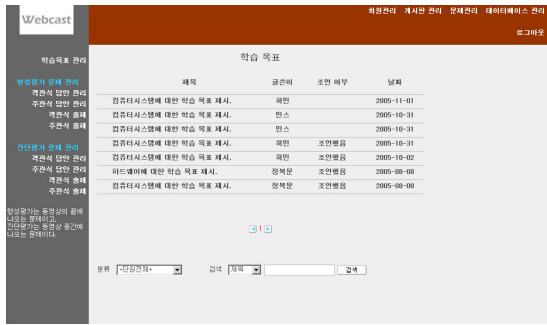 Webcast
회원관리 게시판 관리 문제관리 데이터베이스 관리
로그아웃
학습목표 관리
형성평가 문제 관리
객관식 답안 관리
주관식 답안 관리
객관식 출제
주관식 출제
진단평가 문제 관리
객관식 답안 관리
주관식 답안 관리
객관식 출제
주관식 출제
형성평가는 동영상의 끝에
나오는 문제이고,
진단평가는 동영상 중간에
나오는 문제이다.
학습 목표
제목 글쓴이 조언 여부 날짜
컴퓨터시스템에 대한 학습 목표 제시. 허민 2005-11-01
컴퓨터시스템에 대한 학습 목표 제시. 민스 2005-10-31
컴퓨터시스템에 대한 학습 목표 제시. 민스 2005-10-31
컴퓨터시스템에 대한 학습 목표 제시. 허민 조언했음 2005-10-31
컴퓨터시스템에 대한 학습 목표 제시. 허민 조언했음 2005-10-02
하드웨어에 대한 학습 목표 제시. 정복문 조언했음 2005-08-08
컴퓨터시스템에 대한 학습 목표 제시. 정복문 조언했음 2005-08-08
1
분류 *단원전체* 검색 제목 검색